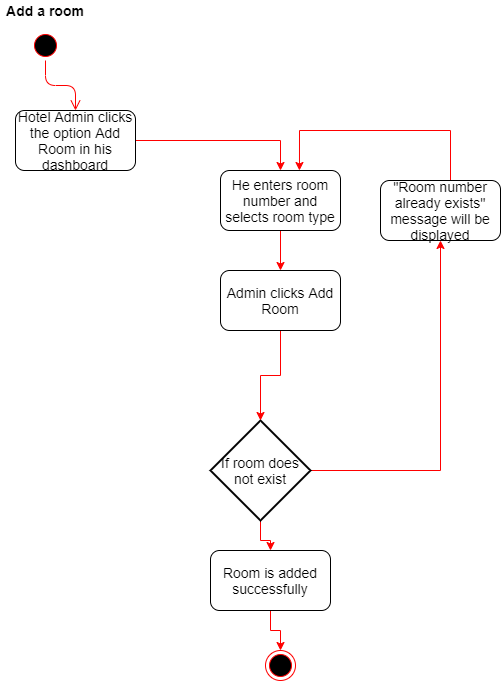 Add a room
Hotel Admin clicks
the option Add
Room in his
dashboard
He enters room
number and
selects room type
"Room number
already exists"
message will be
displayed
Admin clicks Add
Room
If room does
not exist
Room is added
successfully